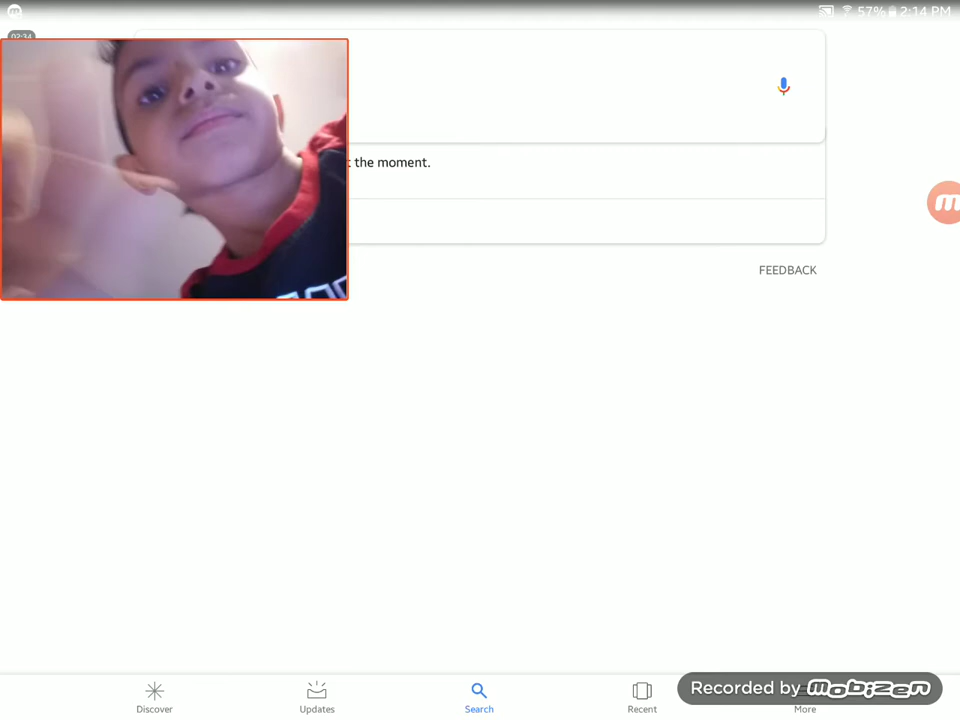 57% 2:14 PM
02:34
the moment.
FEEDBACK
Discover
Updates
Search
Recent
More
Recorded by mobizen